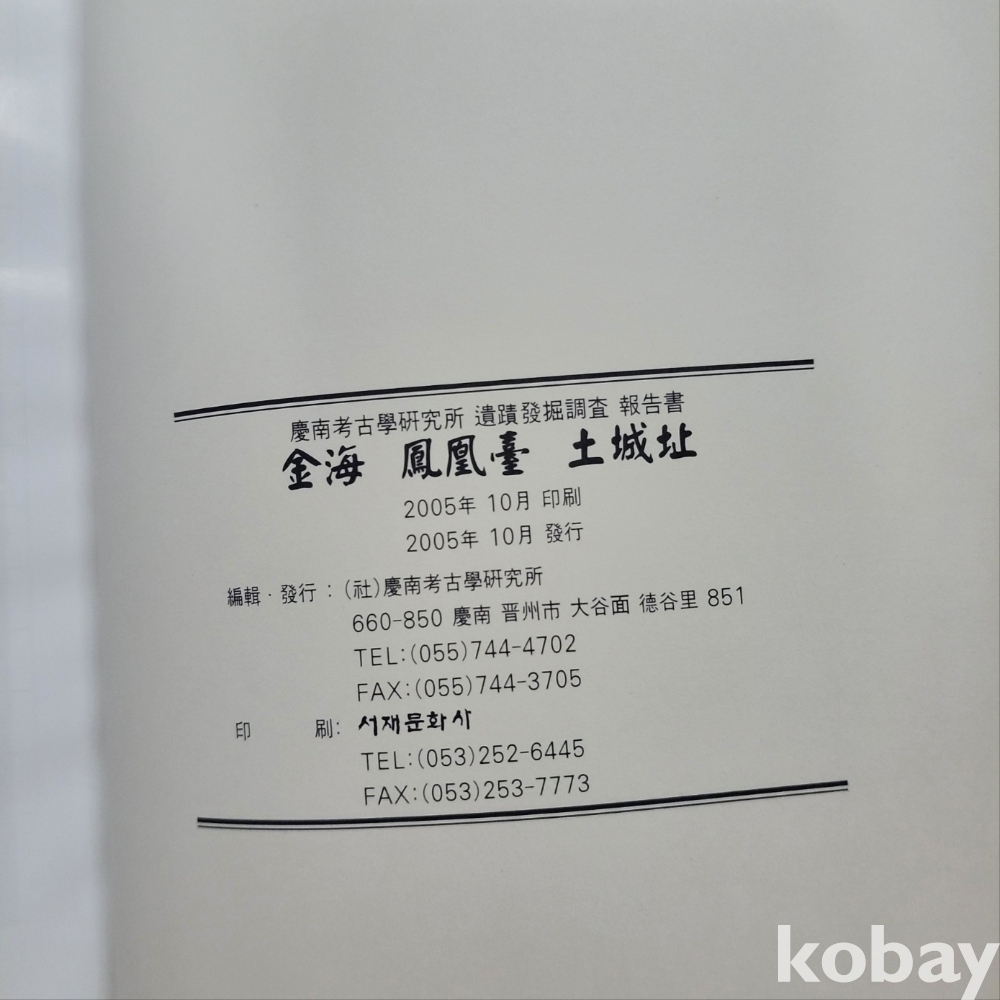 慶南考古學硏究所 遺蹟發掘調査 報告書
金海 鳳凰臺 土城址
2005年 10月 印刷
2005年 10月 發行
編輯·發行 : (社)慶南考古學硏究所
660-850 慶南 晋州市 大谷面 德谷里 851
TEL:(055)744-4702
FAX:(055)744-3705
印 刷: 서재문화사
TEL:(053)252-6445
FAX:(053)253-7773
kobay